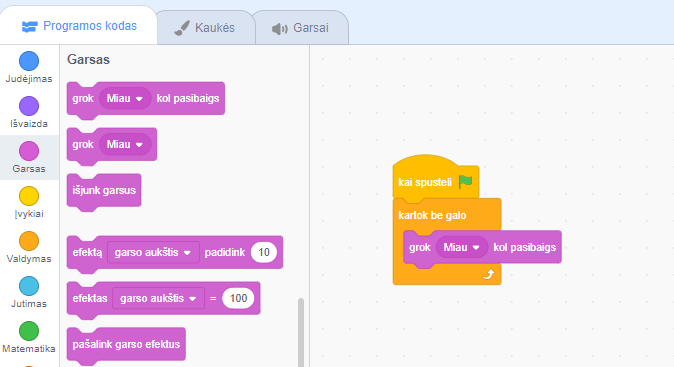 Programos kodas
Kaukės
Garsai
Judėjimas
Išvaizda
Garsas
Įvykiai
Valdymas
Jutimas
Matematika
Garsas
grok Miau kol pasibaigs
grok Miau
išjunk garsus
efektą garso aukštis padidink 10
efektas garso aukštis = 100
pašalink garso efektus
kai spusteli
kartok be galo
grok Miau kol pasibaigs